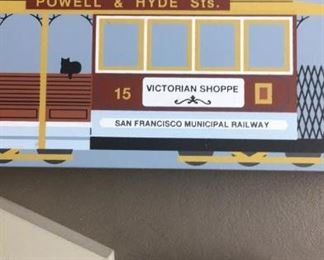 POWELL & HYDE Sts.
15 VICTORIAN SHOPPE
SAN FRANCISCO MUNICIPAL RAILWAY